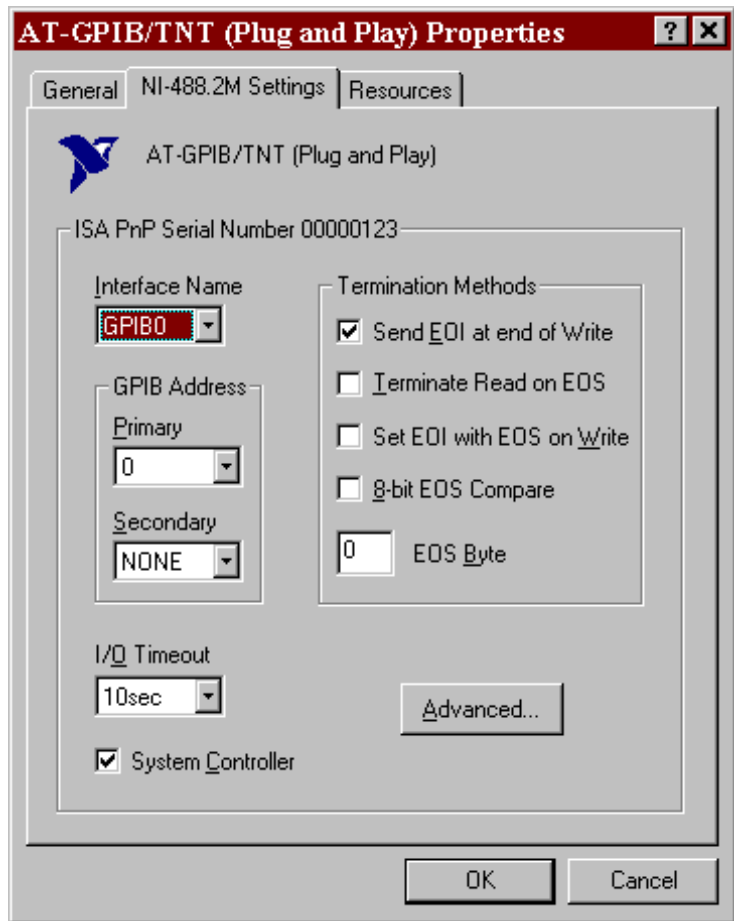 AT-GPIB/TNT (Plug and Play) Properties
General
NI-488.2M Settings
Resources
AT-GPIB/TNT (Plug and Play)
ISA PnP Serial Number 00000123
Interface Name
GPIB0
GPIB Address
Primary
0
Secondary
NONE
Termination Methods
Send EOI at end of Write
Terminate Read on EOS
Set EOI with EOS on Write
8-bit EOS Compare
0 EOS Byte
I/O Timeout
10sec
Advanced...
System Controller
OK
Cancel